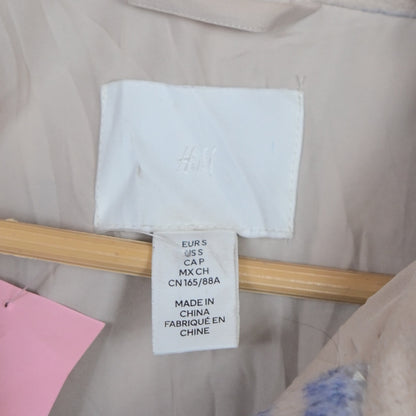 H&M
EUR S
US S
CA P
MX CH
CN 165/88A
MADE IN
CHINA
FABRIQUÉ EN
CHINE